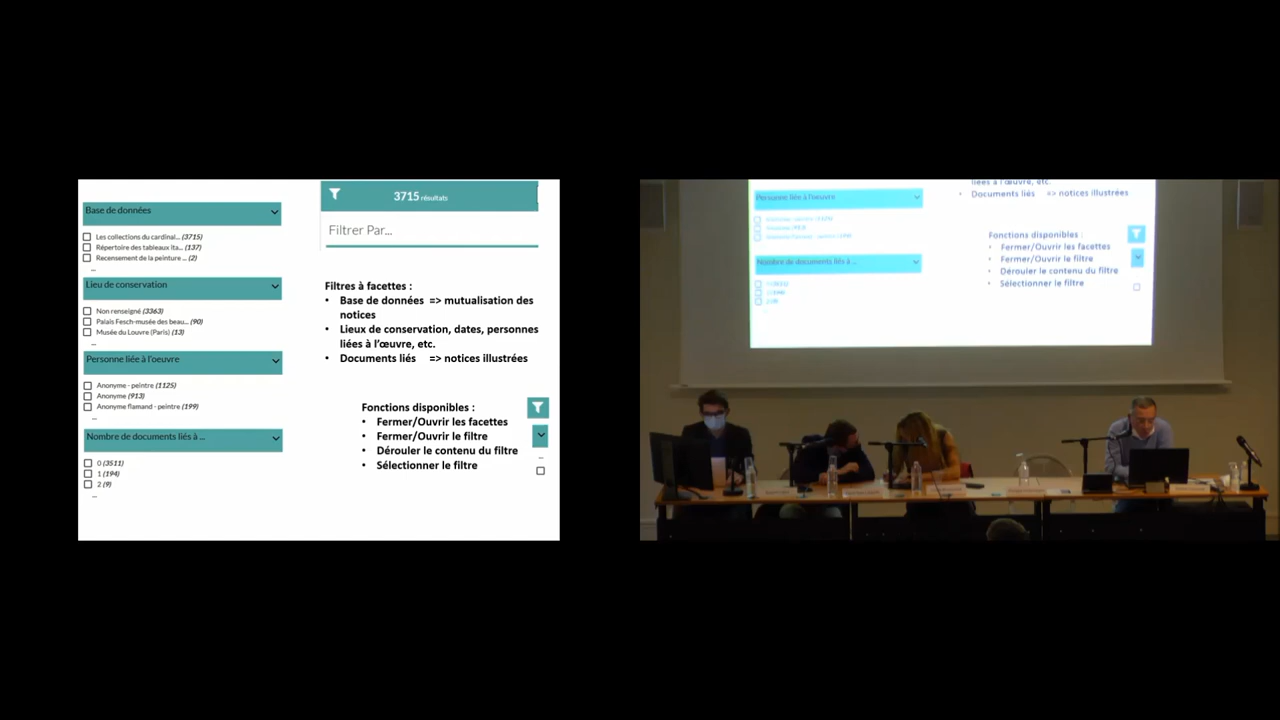 Base de données
Les collections du cardinal... (3715)
Répertoire des tableaux ita... (137)
Recensement de la peinture ... (2)
...
Lieu de conservation
Non renseigné (3363)
Palais Fesch-musée des beau... (90)
Musée du Louvre (Paris) (13)
...
Personne liée à l'oeuvre
Anonyme - peintre (1125)
Anonyme (913)
Anonyme flamand - peintre (199)
...
Nombre de documents liés à ...
0 (3511)
1 (194)
2 (9)
...
3715 résultats
Filtrer Par...
Filtres à facettes :
• Base de données => mutualisation des
notices
• Lieux de conservation, dates, personnes
liées à l'œuvre, etc.
• Documents liés => notices illustrées
Fonctions disponibles :
• Fermer/Ouvrir les facettes
• Fermer/Ouvrir le filtre
• Dérouler le contenu du filtre
• Sélectionner le filtre
...
liées à l'œuvre, etc.
• Documents liés => notices illustrées
Personne liée à l'oeuvre
Nombre de documents liés à ...
Fonctions disponibles :
• Fermer/Ouvrir les facettes
• Fermer/Ouvrir le filtre
• Dérouler le contenu du filtre
• Sélectionner le filtre